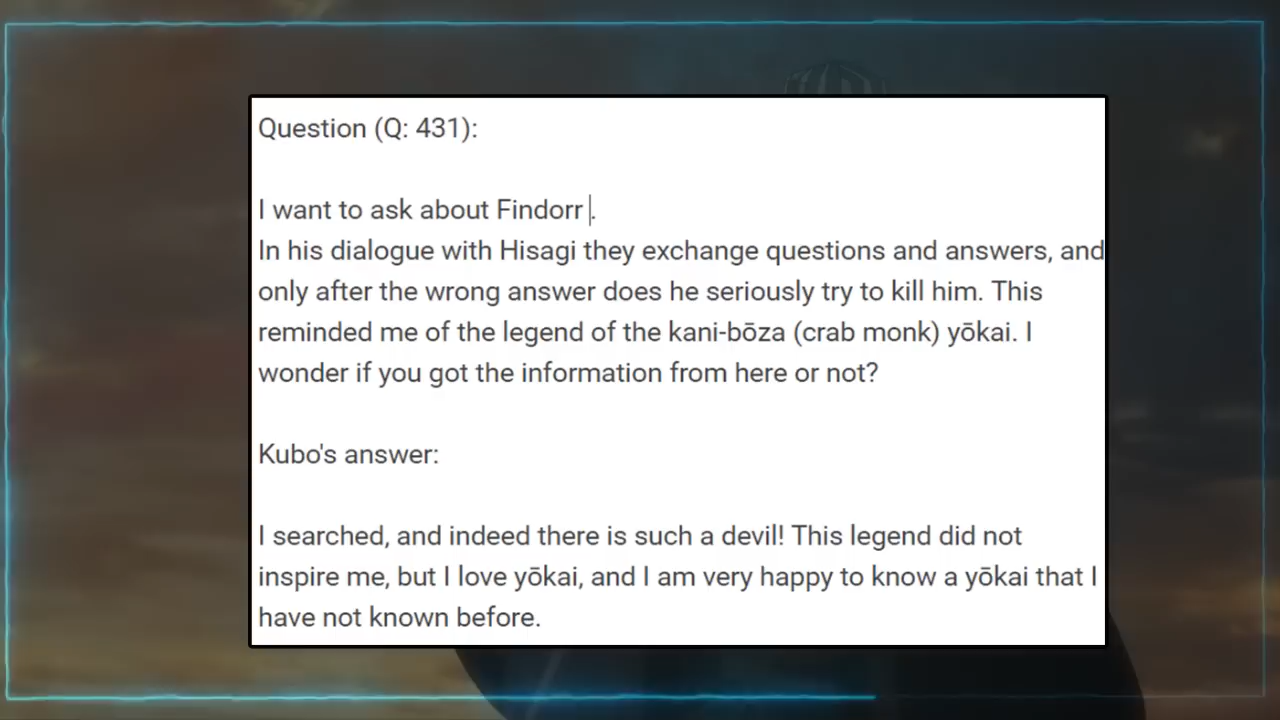 Question (Q: 431):
I want to ask about Findorr .
In his dialogue with Hisagi they exchange questions and answers, and
only after the wrong answer does he seriously try to kill him. This
reminded me of the legend of the kani-bōza (crab monk) yōkai. I
wonder if you got the information from here or not?
Kubo's answer:
I searched, and indeed there is such a devil! This legend did not
inspire me, but I love yōkai, and I am very happy to know a yōkai that I
have not known before.